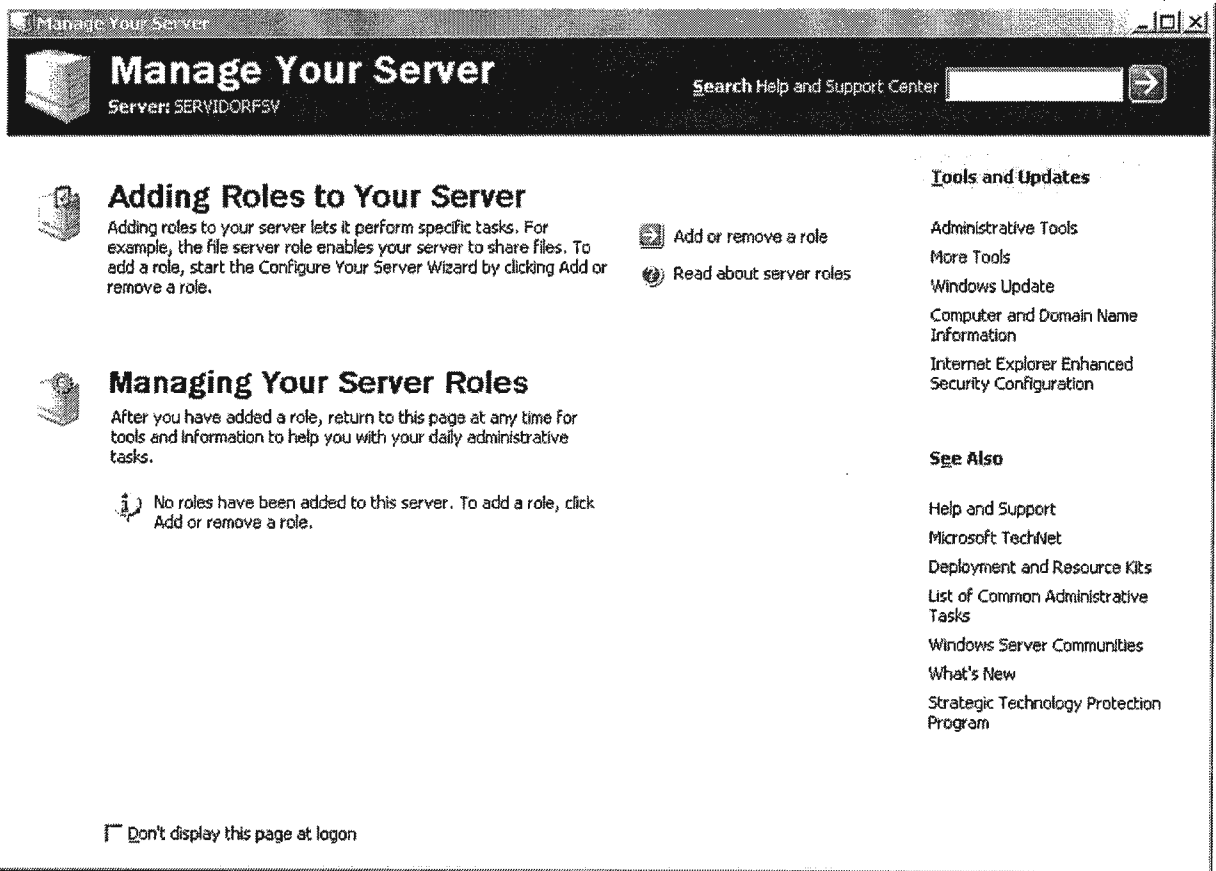 Manage Your Server
Manage Your Server
Server: SERVIDORFSV
Search Help and Support Center
Adding Roles to Your Server
Adding roles to your server lets it perform specific tasks. For
example, the file server role enables your server to share files. To
add a role, start the Configure Your Server Wizard by clicking Add or
remove a role.
Add or remove a role
Read about server roles
Managing Your Server Roles
After you have added a role, return to this page at any time for
tools and information to help you with your daily administrative
tasks.
No roles have been added to this server. To add a role, click
Add or remove a role.
Tools and Updates
Administrative Tools
More Tools
Windows Update
Computer and Domain Name
Information
Internet Explorer Enhanced
Security Configuration
See Also
Help and Support
Microsoft TechNet
Deployment and Resource Kits
List of Common Administrative
Tasks
Windows Server Communities
What's New
Strategic Technology Protection
Program
Don't display this page at logon